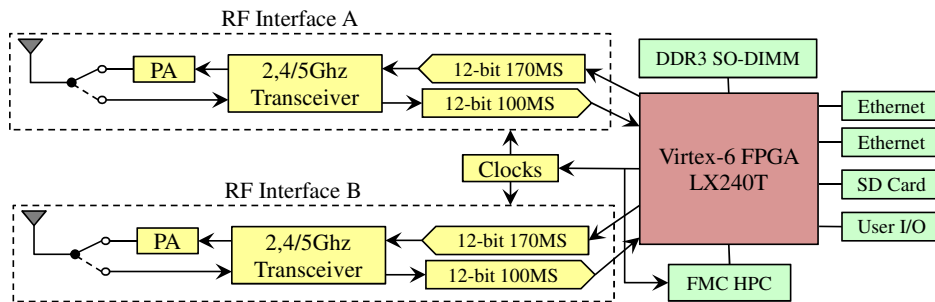 RF Interface A
PA
2,4/5Ghz
Transceiver
12-bit 170MS
12-bit 100MS
DDR3 SO-DIMM
Ethernet
Ethernet
Virtex-6 FPGA
LX240T
SD Card
User I/O
Clocks
RF Interface B
PA
2,4/5Ghz
Transceiver
12-bit 170MS
12-bit 100MS
FMC HPC